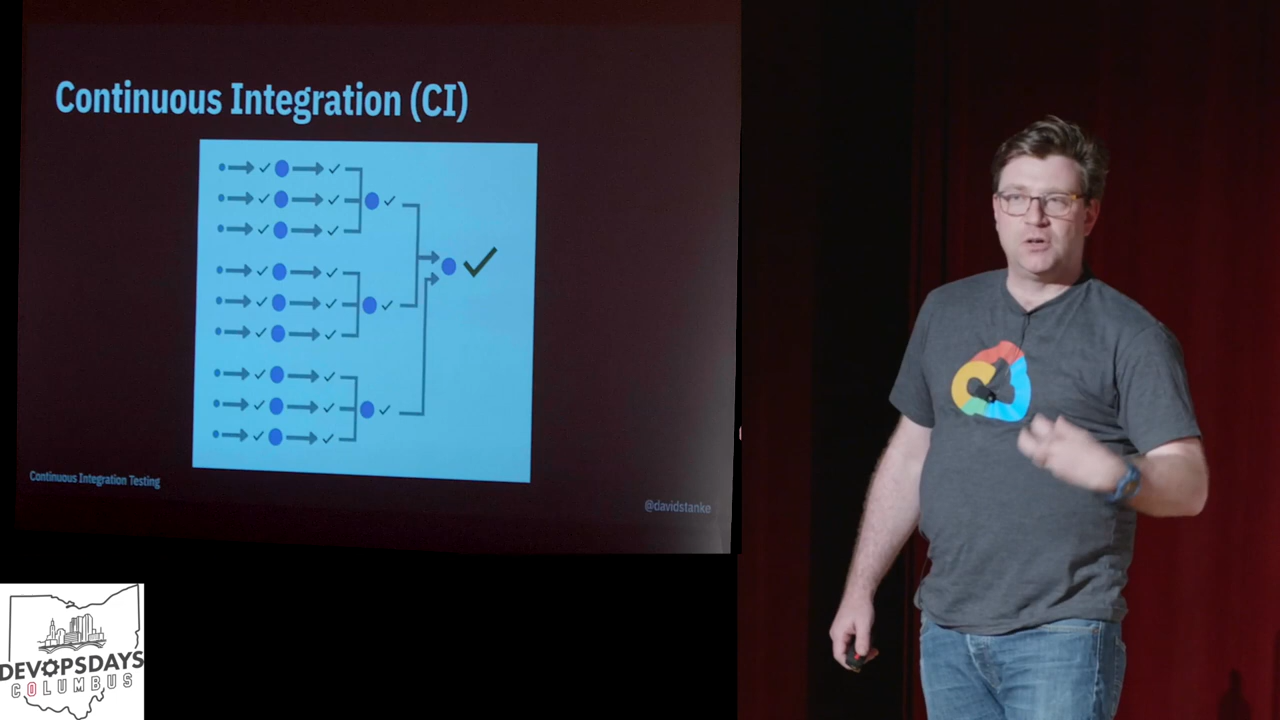 Continuous Integration (CI)
Continuous Integration Testing
@davidstanke
DEVOPSDAYS
COLUMBUS